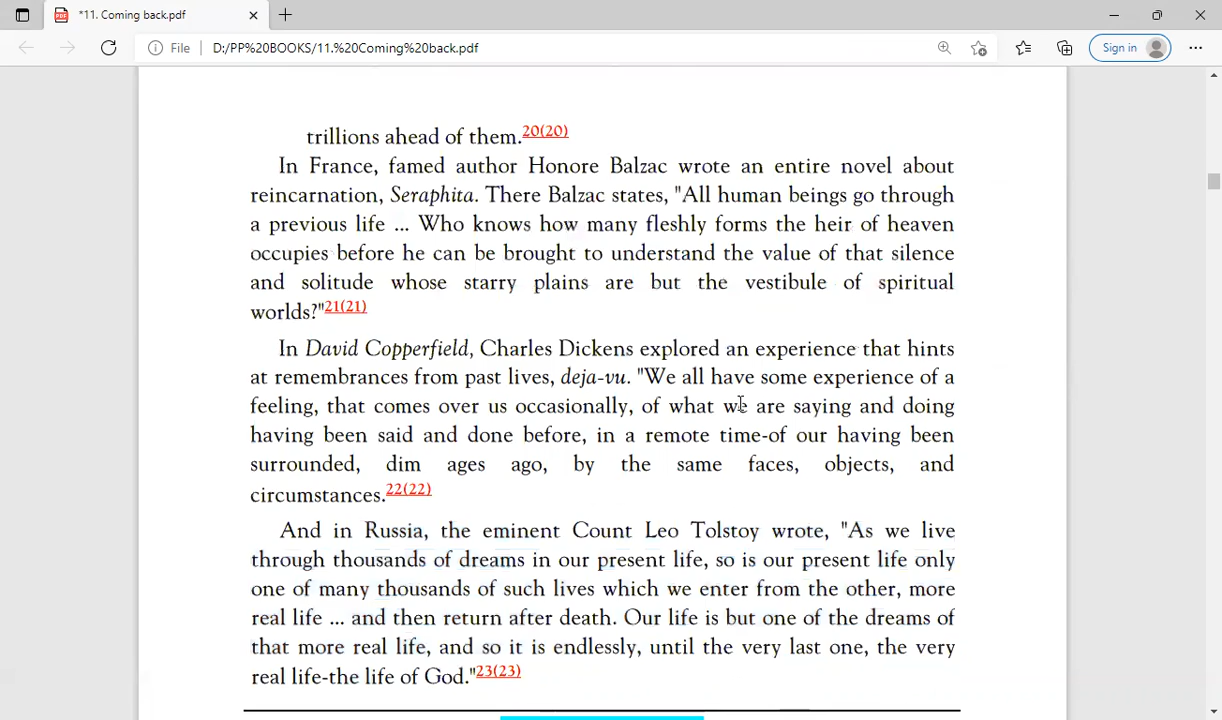 *11. Coming back.pdf
File D:/PP%20BOOKS/11.%20Coming%20back.pdf
Sign in
trillions ahead of them.20(20)
In France, famed author Honore Balzac wrote an entire novel about
reincarnation, Seraphita. There Balzac states, "All human beings go through
a previous life ... Who knows how many fleshly forms the heir of heaven
occupies before he can be brought to understand the value of that silence
and solitude whose starry plains are but the vestibule of spiritual
worlds?"21(21)
In David Copperfield, Charles Dickens explored an experience that hints
at remembrances from past lives, deja-vu. "We all have some experience of a
feeling, that comes over us occasionally, of what we are saying and doing
having been said and done before, in a remote time-of our having been
surrounded, dim ages ago, by the same faces, objects, and
circumstances.22(22)
And in Russia, the eminent Count Leo Tolstoy wrote, "As we live
through thousands of dreams in our present life, so is our present life only
one of many thousands of such lives which we enter from the other, more
real life ... and then return after death. Our life is but one of the dreams of
that more real life, and so it is endlessly, until the very last one, the very
real life-the life of God."23(23)